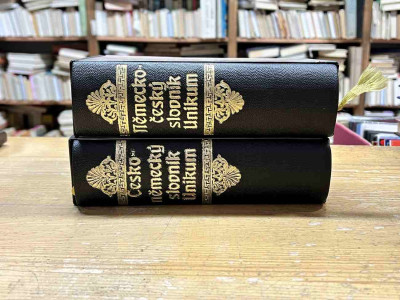 Německo-
český
slovník
Unikum
Česko-
německý
slovník
Unikum